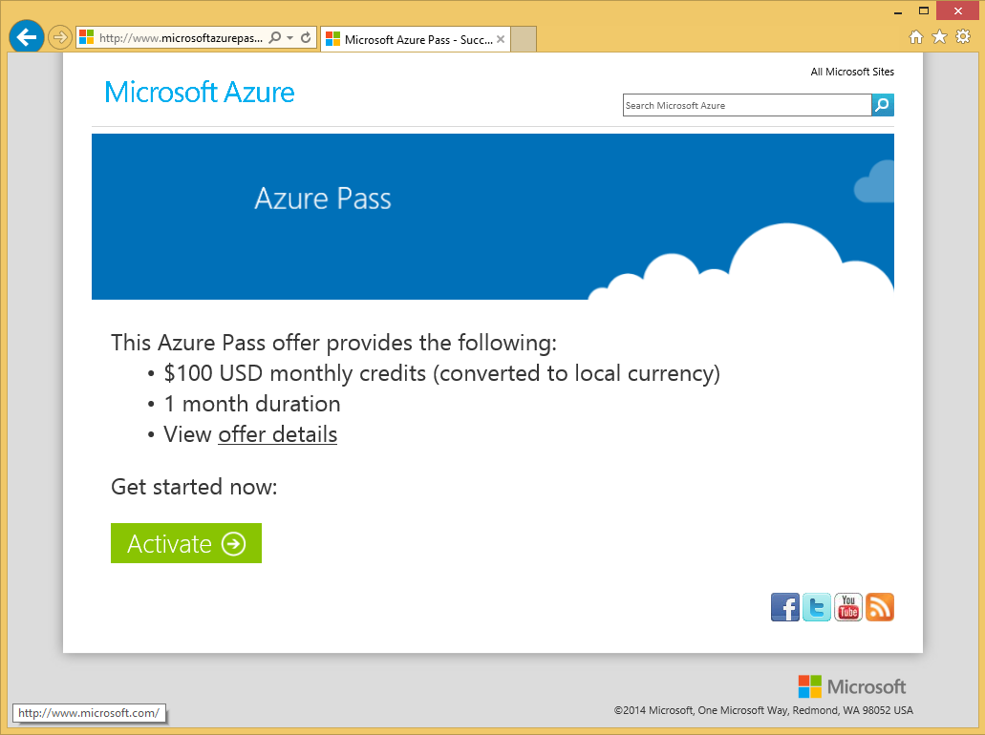 http://www.microsoftazurepas...
Microsoft Azure Pass - Succ...
All Microsoft Sites
Microsoft Azure
Search Microsoft Azure
Azure Pass
This Azure Pass offer provides the following:
• $100 USD monthly credits (converted to local currency)
• 1 month duration
• View offer details
Get started now:
Activate
You
Tube
Microsoft
http://www.microsoft.com/
©2014 Microsoft, One Microsoft Way, Redmond, WA 98052 USA